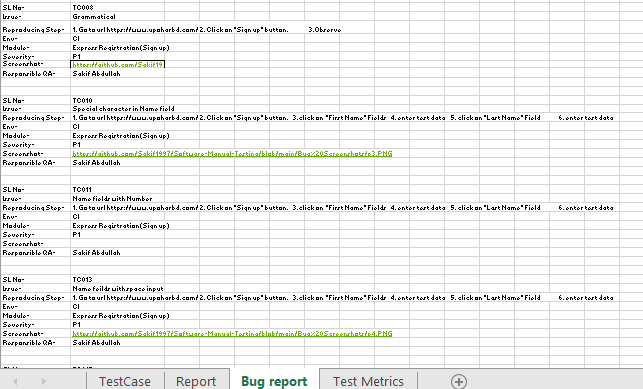 SL No- TC008
Issue- Grammatical
Reproducing Step- 1.Go to url https://www.upaharbd.com/ 2. Click on "Sign up" button. 3.Observe
Env- CI
Module- Express Registration(Sign up)
Severity- P1
Screenshot- https://github.com/Sakif19
Responsible QA- Sakif Abdullah
SL No- TC010
Issue- Special character in Name field
Reproducing Step- 1.Go to url https://www.upaharbd.com/ 2. Click on "Sign up" button. 3.click on "First Name" Fields 4.enter test data 5. click on "Last Name" Field 6.enter test data
Env- CI
Module- Express Registration(Sign up)
Severity- P1
Screenshot- https://github.com/Sakif1997/Software-Manual-Testing/blob/main/Bug%20Screenshots/s3.PNG
Responsible QA- Sakif Abdullah
SL No- TC011
Issue- Name fields with Number
Reproducing Step- 1.Go to url https://www.upaharbd.com/ 2. Click on "Sign up" button. 3.click on "First Name" Fields 4.enter test data 5. click on "Last Name" Field 6.enter test data
Env- CI
Module- Express Registration(Sign up)
Severity- P1
Screenshot-
Responsible QA- Sakif Abdullah
SL No- TC013
Issue- Name feilds with space input
Reproducing Step- 1.Go to url https://www.upaharbd.com/ 2. Click on "Sign up" button. 3.click on "First Name" Fields 4.enter test data 5. click on "Last Name" Field 6.enter test data
Env- CI
Module- Express Registration(Sign up)
Severity- P1
Screenshot- https://github.com/Sakif1997/Software-Manual-Testing/blob/main/Bug%20Screenshots/s4.PNG
Responsible QA- Sakif Abdullah
TestCase Report Bug report Test Metrics